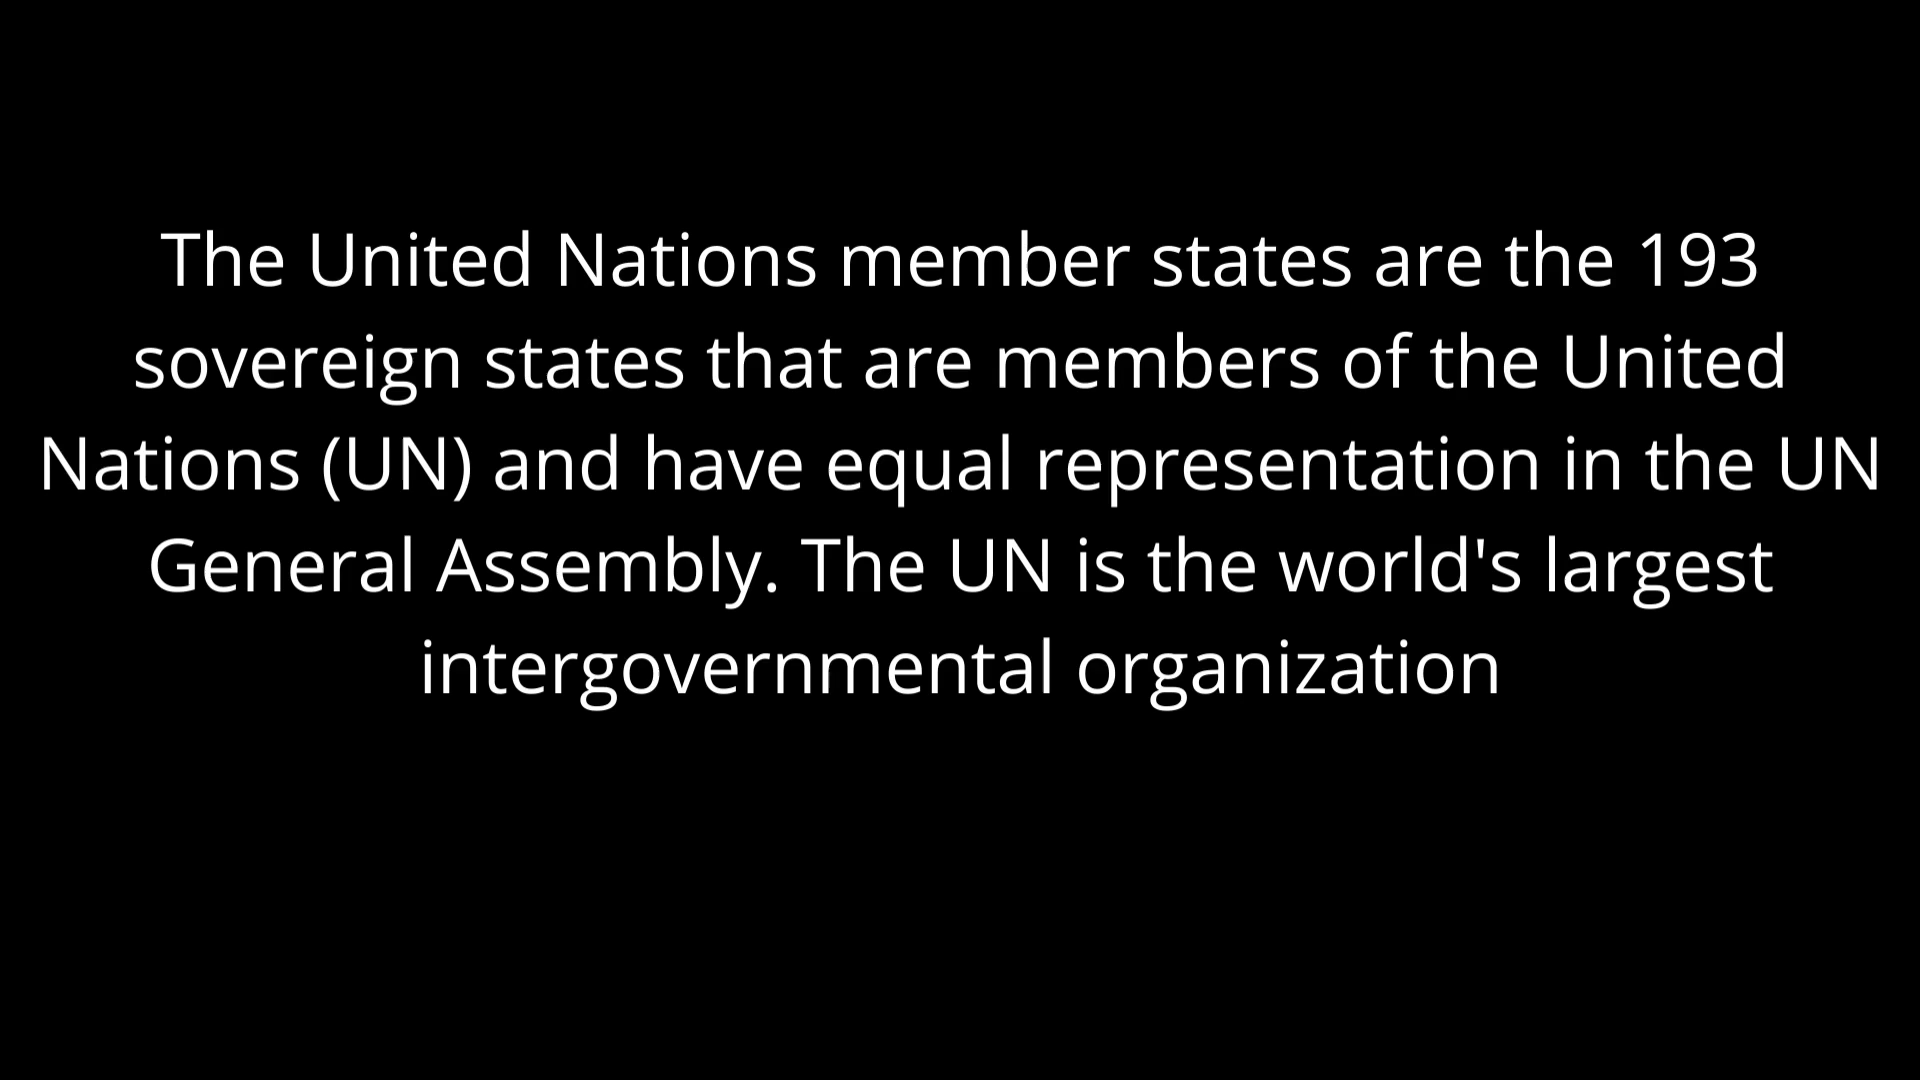 The United Nations member states are the 193
sovereign states that are members of the United
Nations (UN) and have equal representation in the UN
General Assembly. The UN is the world's largest
intergovernmental organization